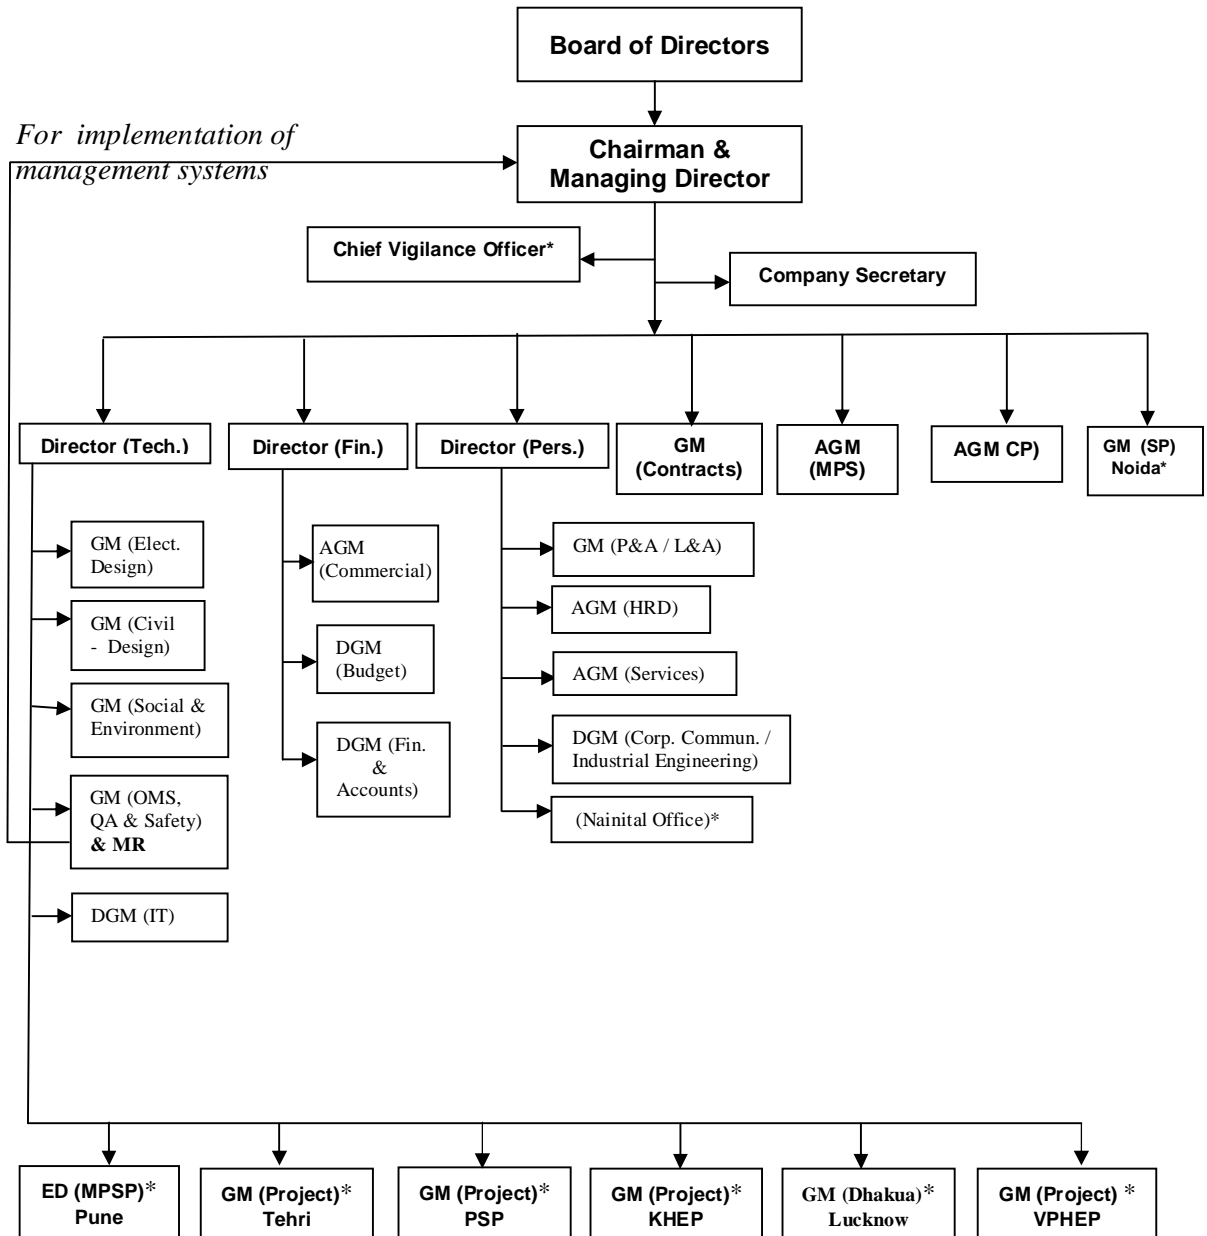 Board of Directors
For implementation of
management systems
Chairman &
Managing Director
Chief Vigilance Officer*
Company Secretary
Director (Tech.)
Director (Fin.)
Director (Pers.)
GM
(Contracts)
AGM
(MPS)
AGM CP)
GM (SP)
Noida*
GM (Elect.
Design)
GM (Civil
- Design)
GM (Social &
Environment)
GM (OMS,
QA & Safety)
& MR
DGM (IT)
AGM
(Commercial)
DGM
(Budget)
DGM (Fin.
&
Accounts)
GM (P&A / L&A)
AGM (HRD)
AGM (Services)
DGM (Corp. Commun. /
Industrial Engineering)
(Nainital Office)*
ED (MPSP)*
Pune
GM (Project)*
Tehri
GM (Project)*
PSP
GM (Project)*
KHEP
GM (Dhakua)*
Lucknow
GM (Project) *
VPHEP